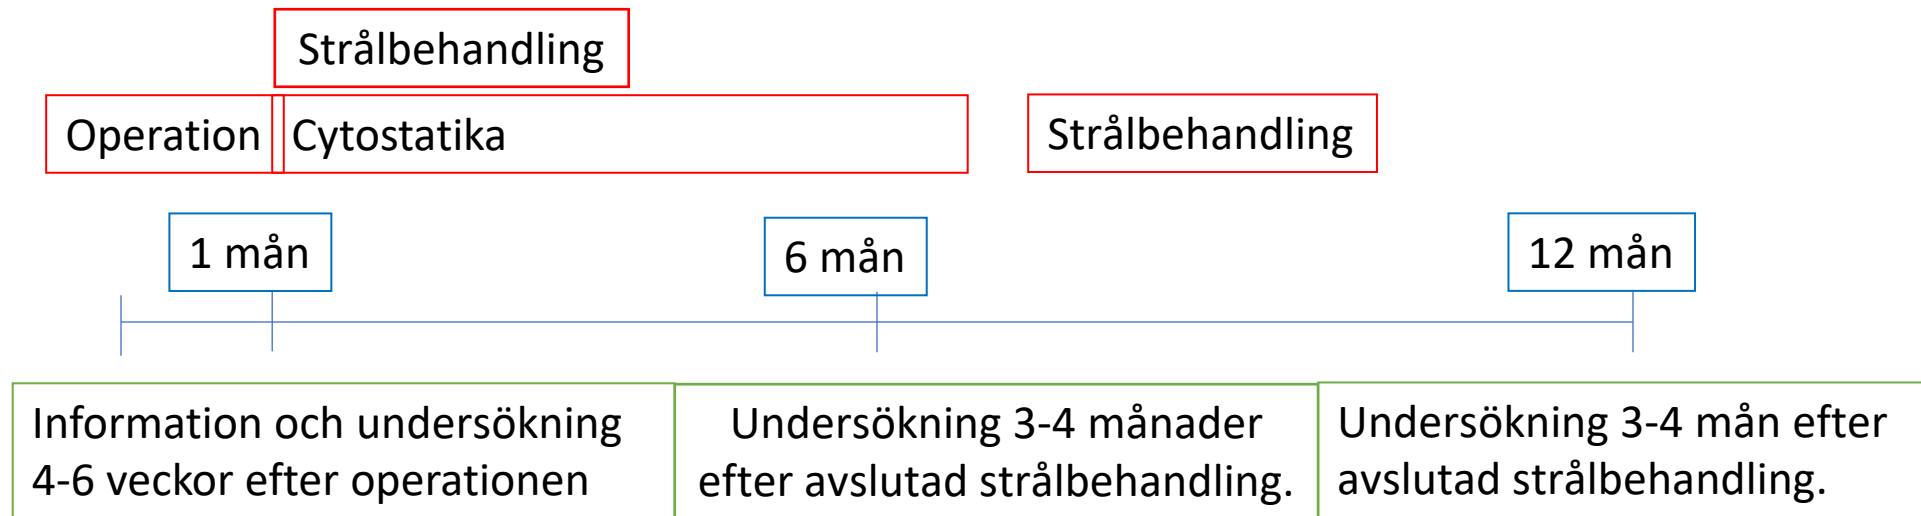 Strålbehandling
Operation
Cytostatika
Strålbehandling
1 mån
6 mån
12 mån
Information och undersökning
4-6 veckor efter operationen
Undersökning 3-4 månader
efter avslutad strålbehandling.
Undersökning 3-4 mån efter
avslutad strålbehandling.